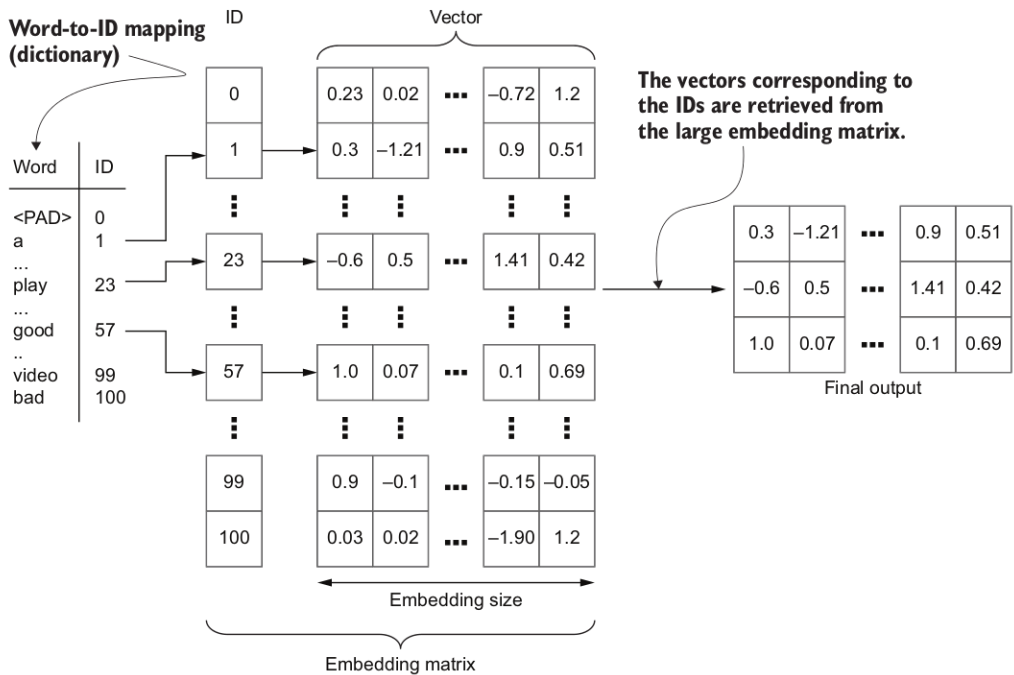 ID
Vector
Word-to-ID mapping
(dictionary)
0
0.23 0.02 ... –0.72 1.2
The vectors corresponding to
the IDs are retrieved from
the large embedding matrix.
1
0.3 –1.21 ... 0.9 0.51
Word ID
<PAD> 0
a 1
...
play 23
...
good 57
..
video 99
bad 100
23
–0.6 0.5 ... 1.41 0.42
57
1.0 0.07 ... 0.1 0.69
99
0.9 –0.1 ... –0.15 –0.05
100
0.03 0.02 ... –1.90 1.2
0.3 –1.21 ... 0.9 0.51
–0.6 0.5 ... 1.41 0.42
1.0 0.07 ... 0.1 0.69
Final output
Embedding size
Embedding matrix